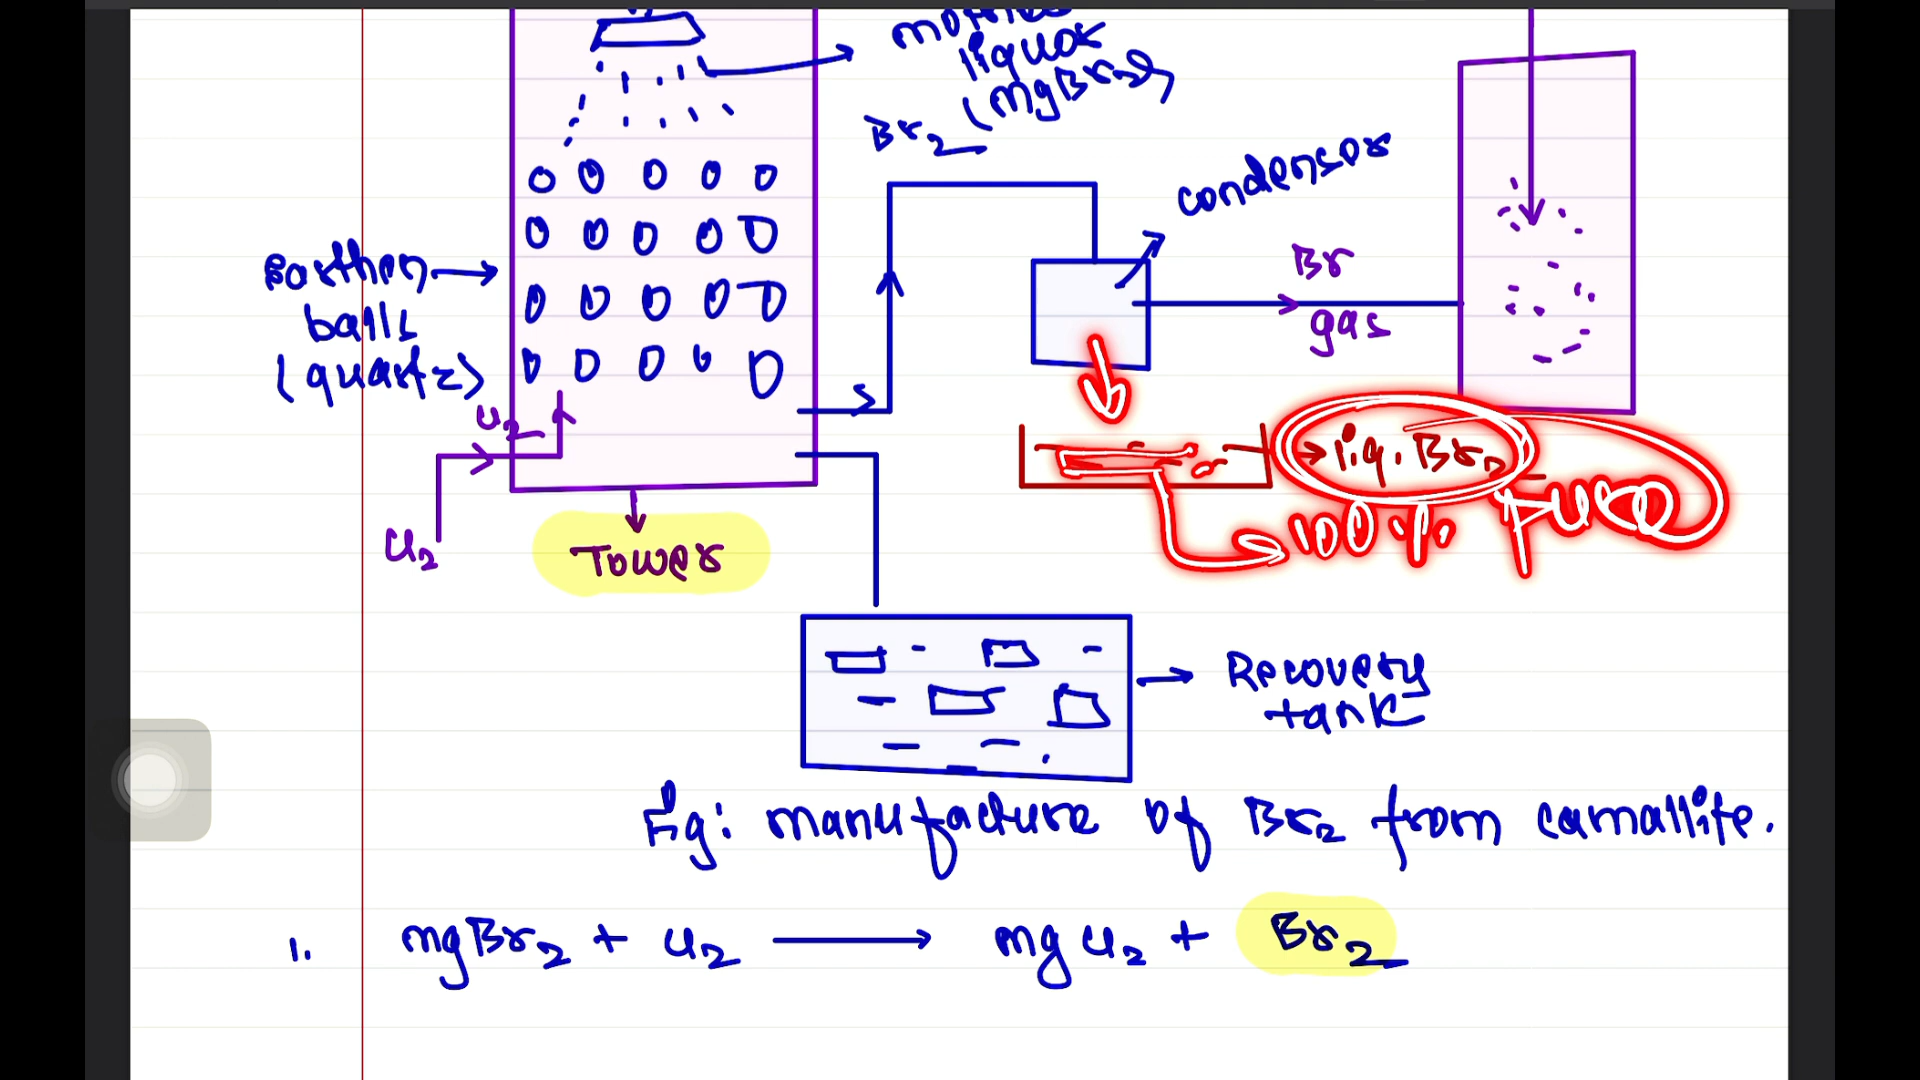 mother
liquor
(mgBr2)
Br2
condensor
Earthen
balls
(quartz)
Br
gas
Cl2
liq. Br2
100 % pure
Cl2
Tower
Recovery
tank
Fig: manufacture of Br2 from carnallite.
1. mgBr2 + Cl2 ⟶ mgCl2 + Br2